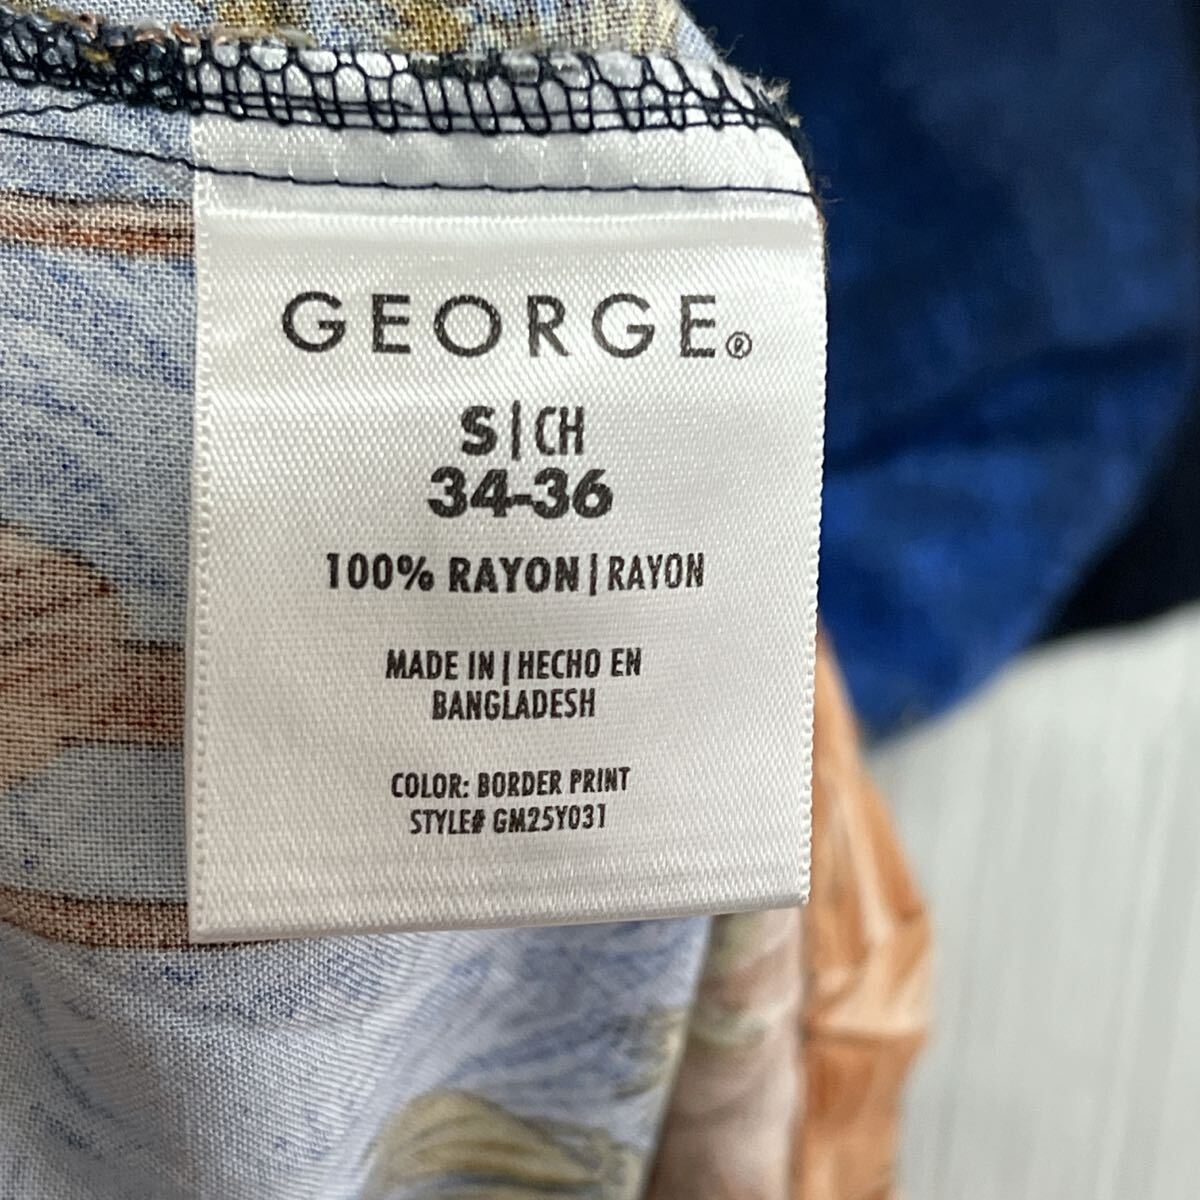 GEORGE®
S|CH
34-36
100% RAYON|RAYON
MADE IN|HECHO EN
BANGLADESH
COLOR: BORDER PRINT
STYLE# GM25Y031